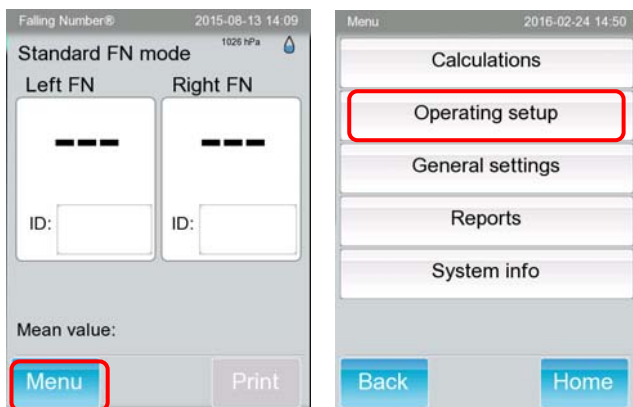 Falling Number® 2015-08-13 14:09
Standard FN mode 1026 hPa
Left FN Right FN
--- ---
ID: ID:
Mean value:
Menu Print
Menu 2016-02-24 14:50
Calculations
Operating setup
General settings
Reports
System info
Back Home